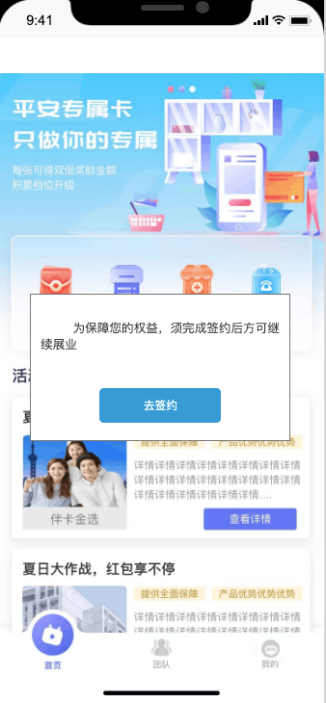 9:41
平安专属卡
只做你的专属
每张可得双倍奖励金额
积累档位升级
为保障您的权益，须完成签约后方可继
续展业
去签约
活
夏
提供全面保障
产品优势优势优势
详情详情详情详情详情详情详情
详情详情详情详情详情详情详情
详情详情详情详情详情详情....
伴卡金选
查看详情
夏日大作战，红包享不停
提供全面保障
产品优势优势优势
详情详情详情详情详情详情详情
详情详情详情详情详情详情详情
首页
团队
我的